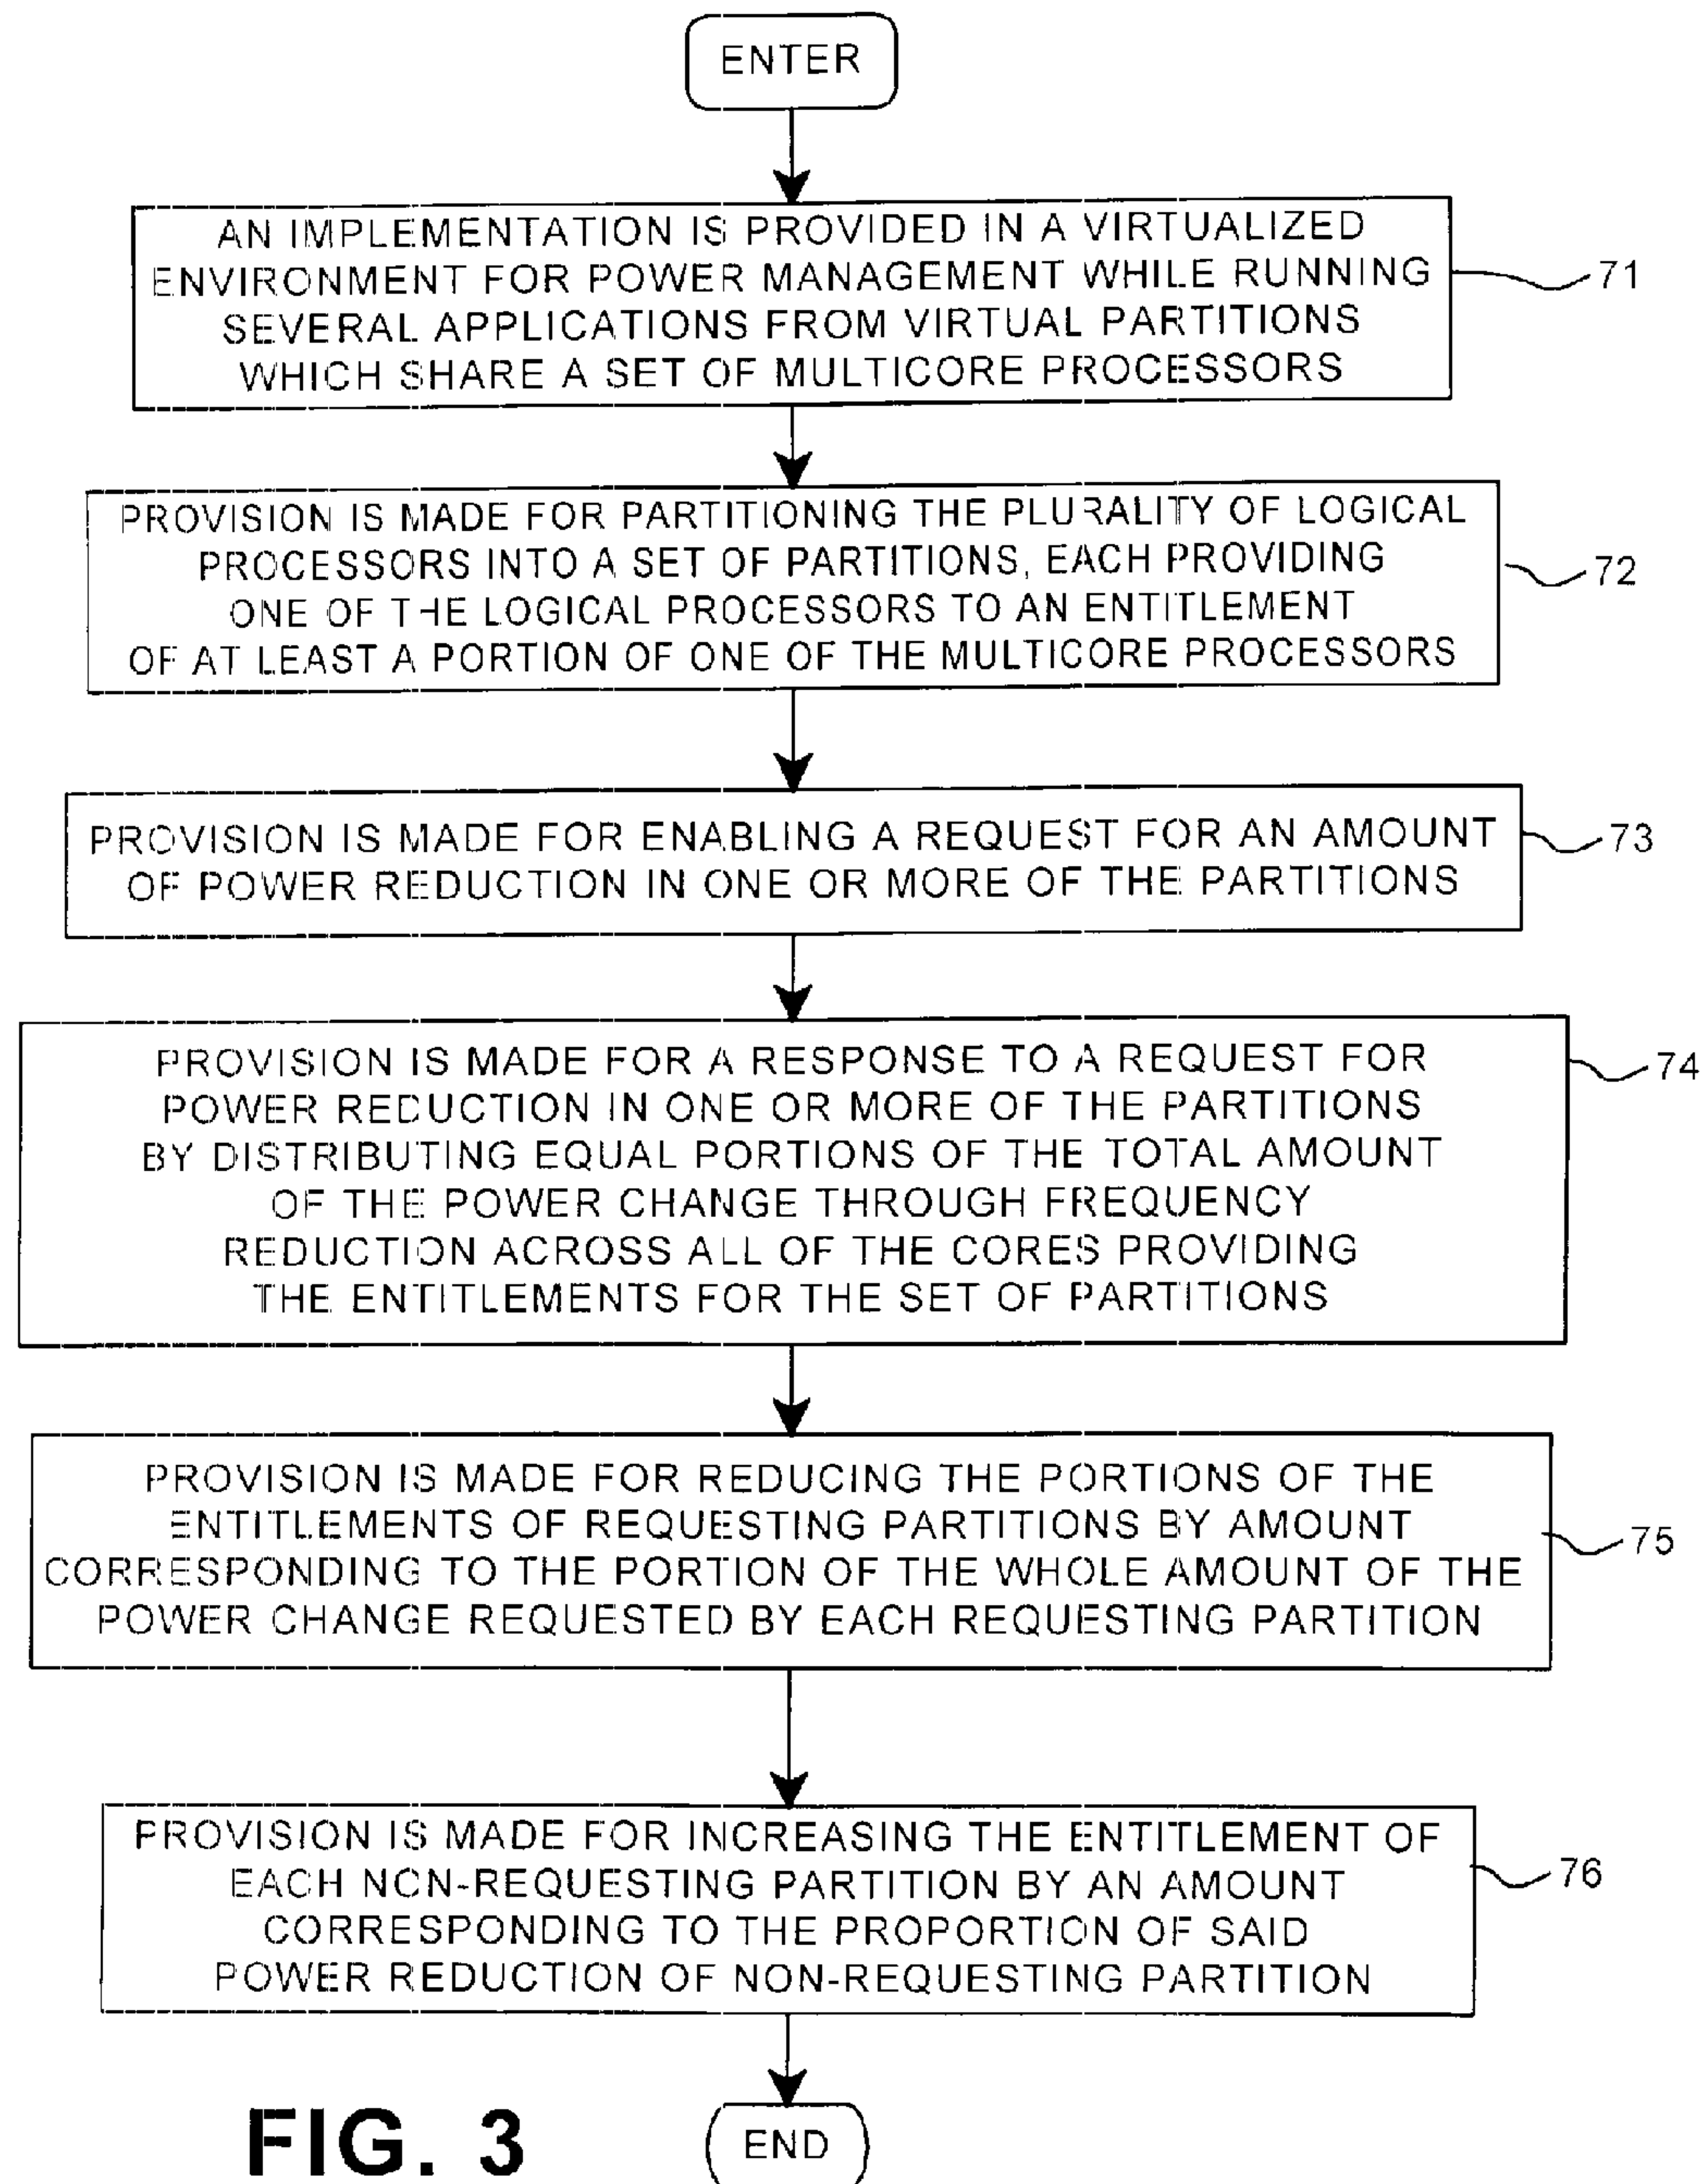 ENTER
AN IMPLEMENTATION IS PROVIDED IN A VIRTUALIZED
ENVIRONMENT FOR POWER MANAGEMENT WHILE RUNNING
SEVERAL APPLICATIONS FROM VIRTUAL PARTITIONS
WHICH SHARE A SET OF MULTICORE PROCESSORS
71
PROVISION IS MADE FOR PARTITIONING THE PLURALITY OF LOGICAL
PROCESSORS INTO A SET OF PARTITIONS, EACH PROVIDING
ONE OF THE LOGICAL PROCESSORS TO AN ENTITLEMENT
OF AT LEAST A PORTION OF ONE OF THE MULTICORE PROCESSORS
72
PROVISION IS MADE FOR ENABLING A REQUEST FOR AN AMOUNT
OF POWER REDUCTION IN ONE OR MORE OF THE PARTITIONS
73
PROVISION IS MADE FOR A RESPONSE TO A REQUEST FOR
POWER REDUCTION IN ONE OR MORE OF THE PARTITIONS
BY DISTRIBUTING EQUAL PORTIONS OF THE TOTAL AMOUNT
OF THE POWER CHANGE THROUGH FREQUENCY
REDUCTION ACROSS ALL OF THE CORES PROVIDING
THE ENTITLEMENTS FOR THE SET OF PARTITIONS
74
PROVISION IS MADE FOR REDUCING THE PORTIONS OF THE
ENTITLEMENTS OF REQUESTING PARTITIONS BY AMOUNT
CORRESPONDING TO THE PORTION OF THE WHOLE AMOUNT OF THE
POWER CHANGE REQUESTED BY EACH REQUESTING PARTITION
75
PROVISION IS MADE FOR INCREASING THE ENTITLEMENT OF
EACH NON-REQUESTING PARTITION BY AN AMOUNT
CORRESPONDING TO THE PROPORTION OF SAID
POWER REDUCTION OF NON-REQUESTING PARTITION
76
END
FIG. 3